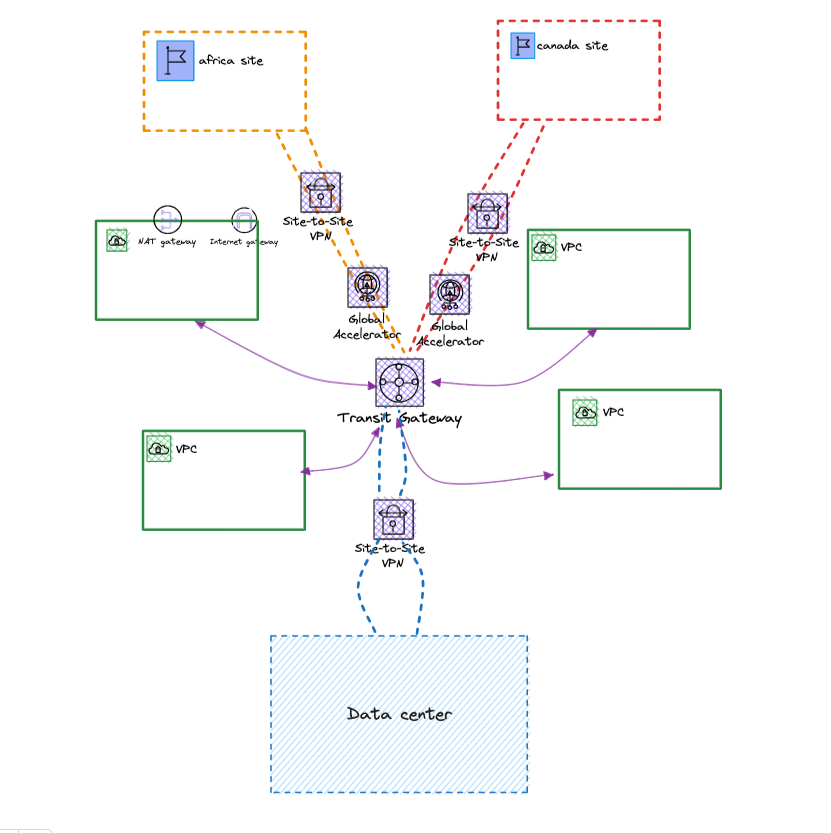 africa site
canada site
Site-to-Site
VPN
Site-to-Site
VPN
NAT gateway
Internet gateway
VPC
Global
Accelerator
Global
Accelerator
Transit Gateway
VPC
VPC
Site-to-Site
VPN
Data center